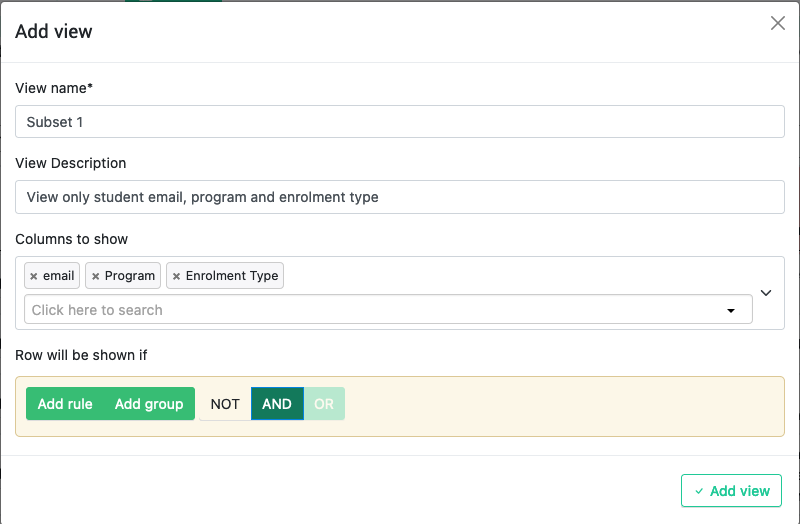 Add view
View name*
Subset 1
View Description
View only student email, program and enrolment type
Columns to show
× email × Program × Enrolment Type
Click here to search
Row will be shown if
Add rule Add group NOT AND OR
✓ Add view